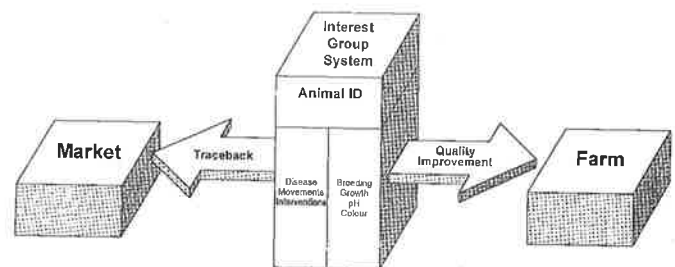 Interest
Group
System
Animal ID
Market
Traceback
Quality
Improvement
Farm
Disease
Movements
Interventions
Breeding
Growth
pH
Colour